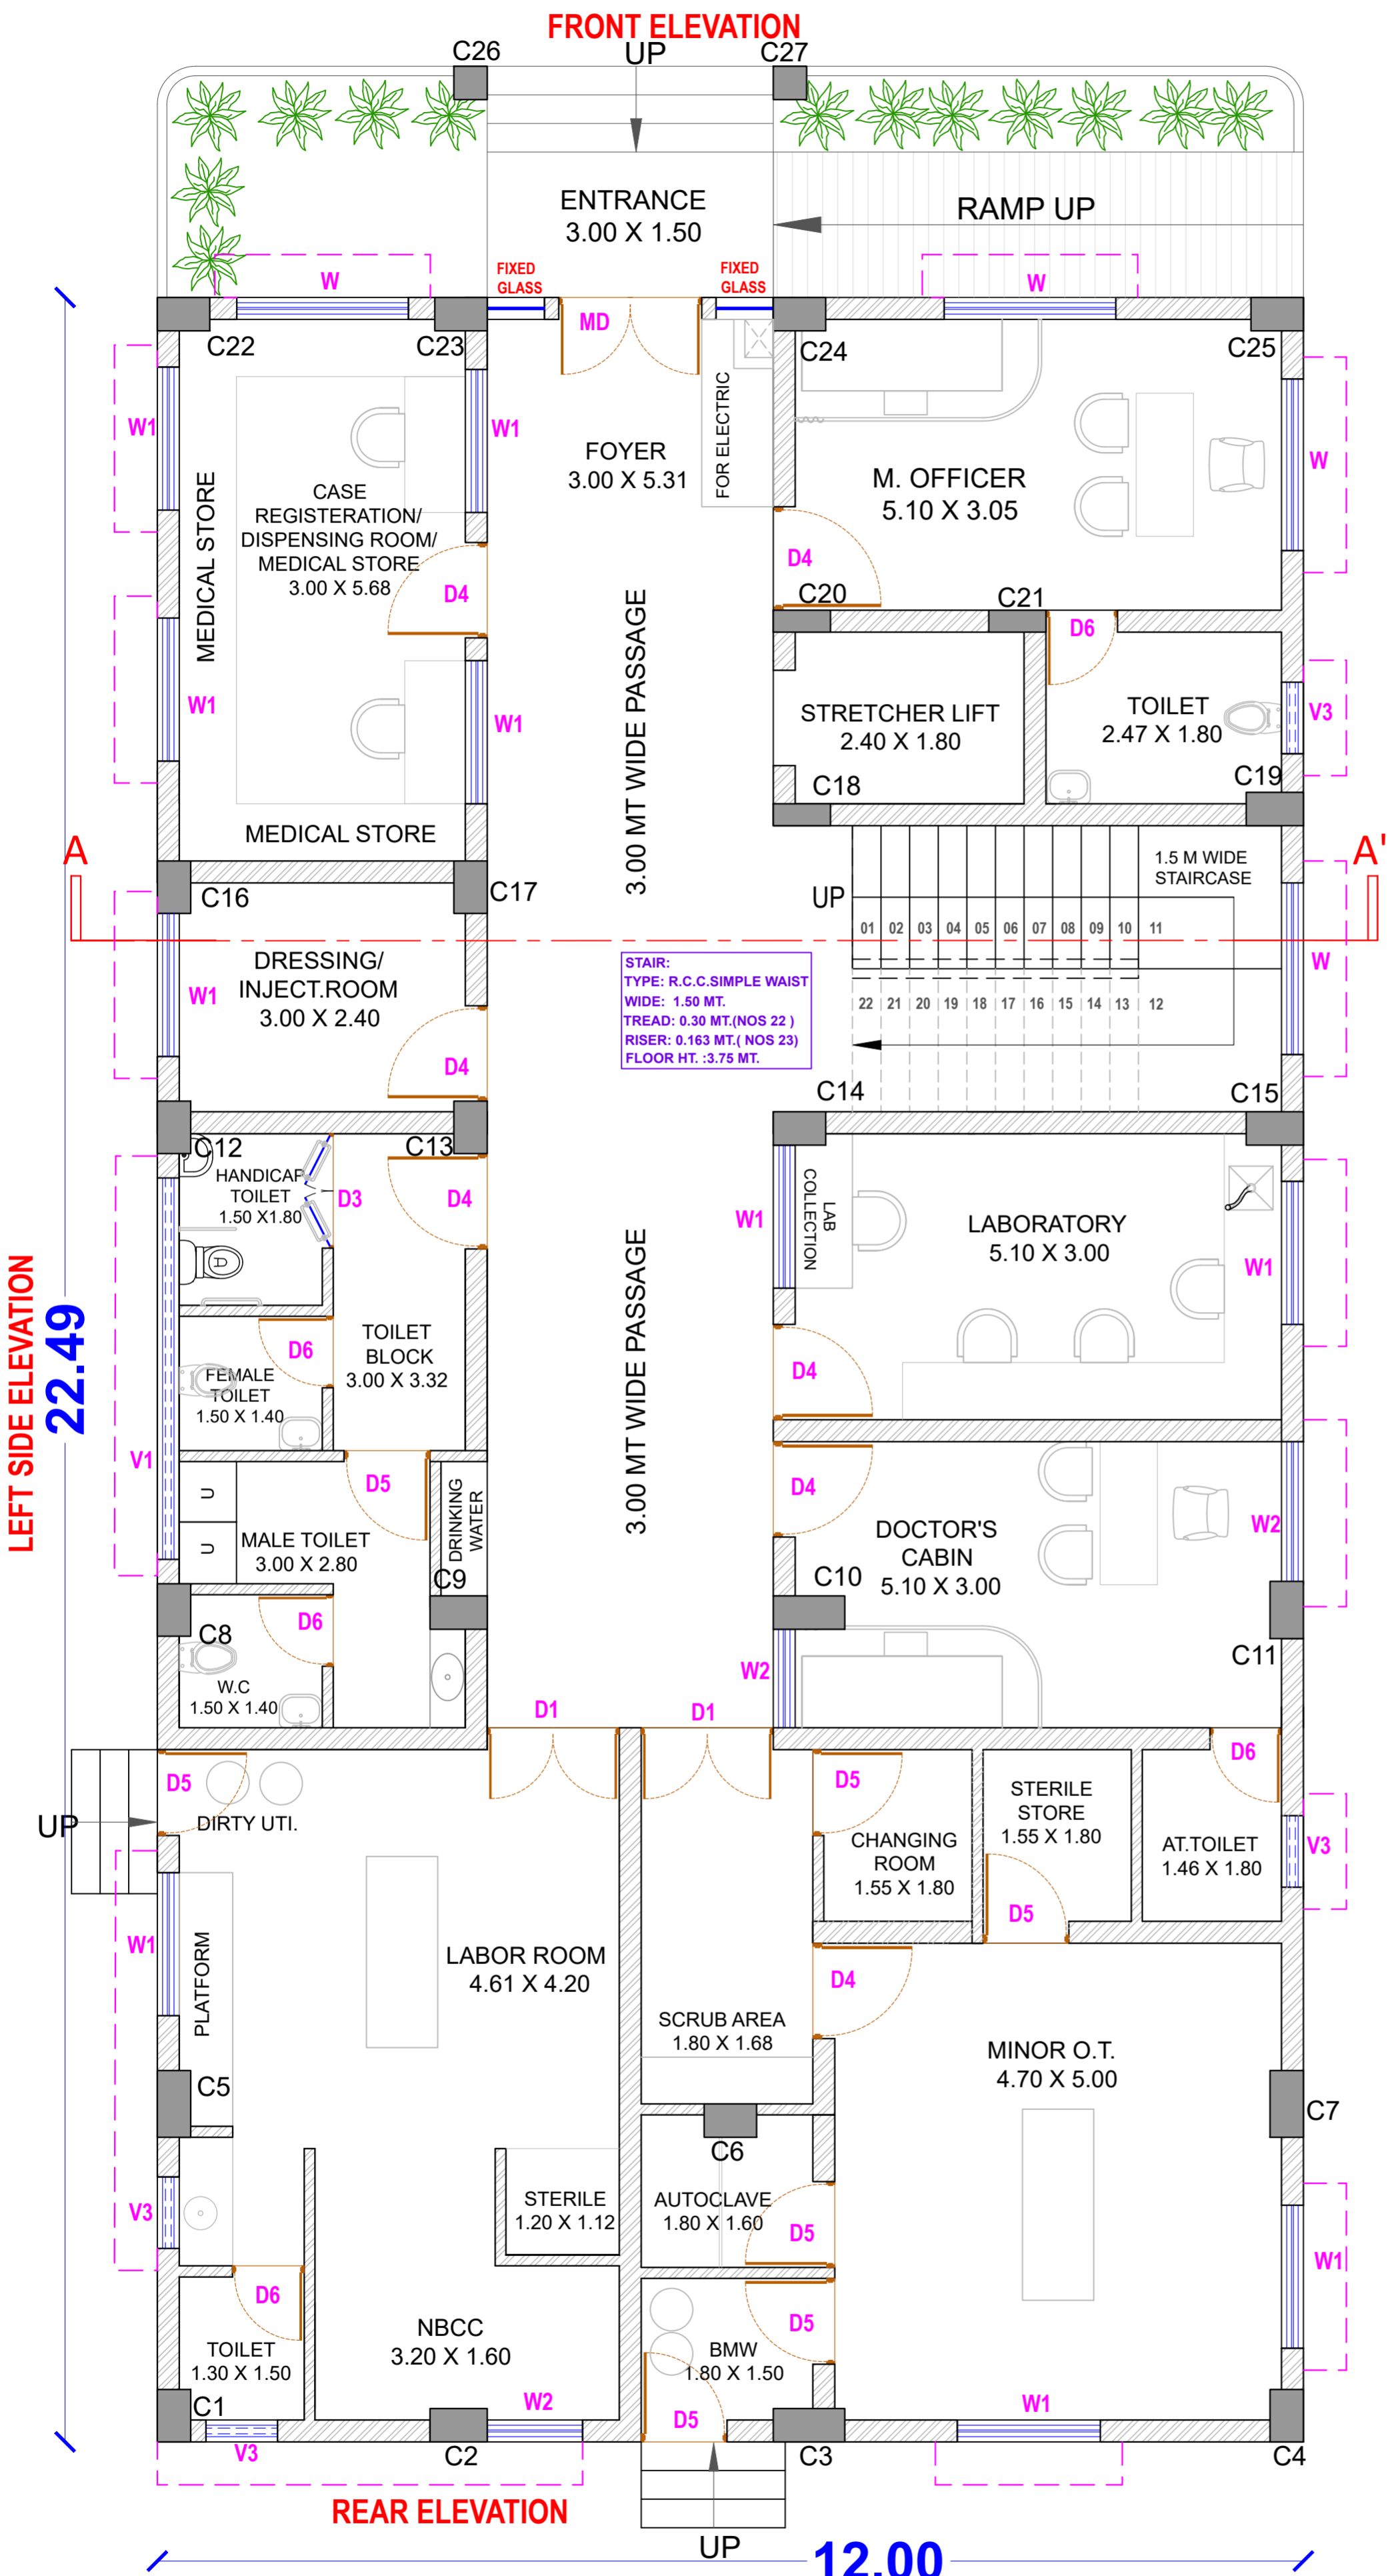 FRONT ELEVATION
C26
UP
C27
ENTRANCE
3.00 X 1.50
RAMP UP
W
FIXED
GLASS
FIXED
GLASS
W
MD
C22
C23
C24
C25
W1
W1
FOR ELECTRIC
FOYER
3.00 X 5.31
W
M. OFFICER
5.10 X 3.05
MEDICAL STORE
CASE
REGISTERATION/
DISPENSING ROOM/
MEDICAL STORE
3.00 X 5.68
D4
D4
C20
C21
D6
3.00 MT WIDE PASSAGE
W1
W1
STRETCHER LIFT
2.40 X 1.80
TOILET
2.47 X 1.80
V3
C18
C19
MEDICAL STORE
A
A'
C16
C17
UP
1.5 M WIDE
STAIRCASE
01 02 03 04 05 06 07 08 09 10 11
DRESSING/
INJECT.ROOM
3.00 X 2.40
W1
W
STAIR:
TYPE: R.C.C.SIMPLE WAIST
WIDE: 1.50 MT.
TREAD: 0.30 MT.(NOS 22 )
RISER: 0.163 MT.( NOS 23)
FLOOR HT. :3.75 MT.
22 21 20 19 18 17 16 15 14 13 12
D4
C14
C15
C12
C13
HANDICAP
TOILET
1.50 X1.80
D3
D4
W1
LAB
COLLECTION
LABORATORY
5.10 X 3.00
W1
LEFT SIDE ELEVATION
22.49
3.00 MT WIDE PASSAGE
TOILET
BLOCK
3.00 X 3.32
D6
FEMALE
TOILET
1.50 X 1.40
D4
V1
D5
D4
U
U
DRINKING
WATER
MALE TOILET
3.00 X 2.80
W2
DOCTOR'S
CABIN
5.10 X 3.00
C9
C10
D6
C8
C11
W.C
1.50 X 1.40
W2
D1
D1
D5
D5
D6
UP
DIRTY UTI.
STERILE
STORE
1.55 X 1.80
CHANGING
ROOM
1.55 X 1.80
AT.TOILET
1.46 X 1.80
V3
D5
W1
PLATFORM
LABOR ROOM
4.61 X 4.20
D4
SCRUB AREA
1.80 X 1.68
MINOR O.T.
4.70 X 5.00
C5
C7
C6
V3
STERILE
1.20 X 1.12
AUTOCLAVE
1.80 X 1.60
D5
W1
D6
D5
NBCC
3.20 X 1.60
TOILET
1.30 X 1.50
BMW
1.80 X 1.50
C1
W2
D5
W1
V3
C2
C3
C4
REAR ELEVATION
UP
12.00